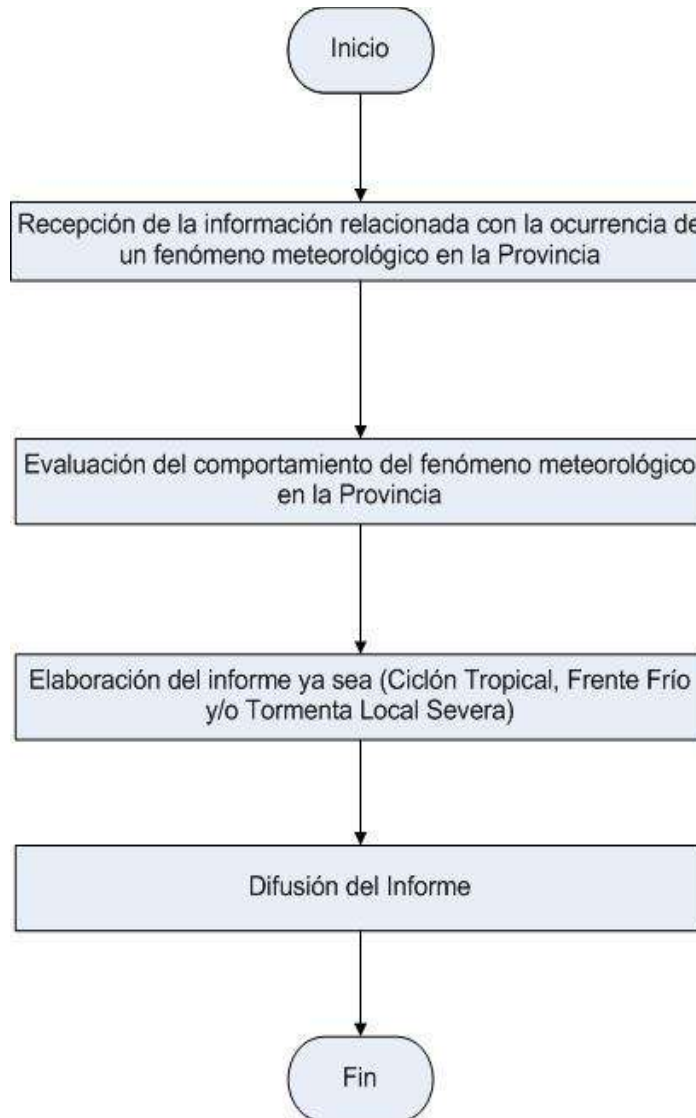 Inicio
Recepción de la información relacionada con la ocurrencia de
un fenómeno meteorológico en la Provincia
Evaluación del comportamiento del fenómeno meteorológico
en la Provincia
Elaboración del informe ya sea (Ciclón Tropical, Frente Frío
y/o Tormenta Local Severa)
Difusión del Informe
Fin